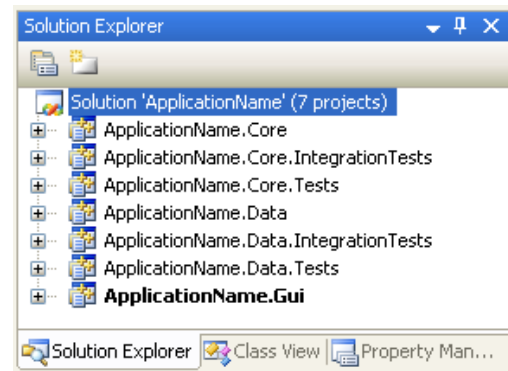 Solution Explorer
Solution 'ApplicationName' (7 projects)
ApplicationName.Core
ApplicationName.Core.IntegrationTests
ApplicationName.Core.Tests
ApplicationName.Data
ApplicationName.Data.IntegrationTests
ApplicationName.Data.Tests
ApplicationName.Gui
Solution Explorer Class View Property Man...